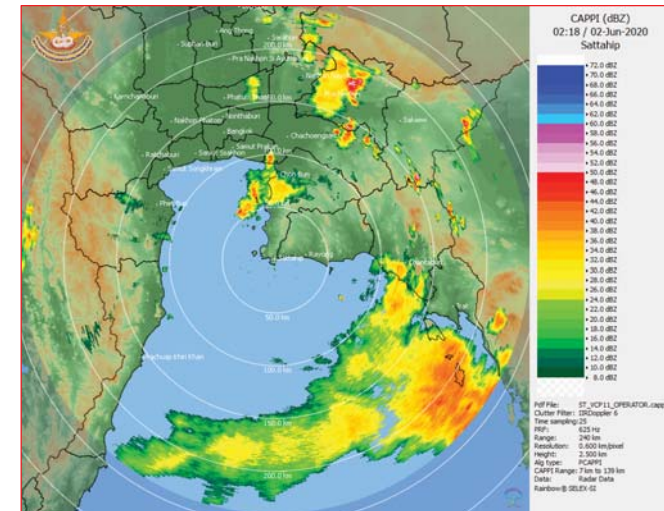 CAPPI (dBZ)
02:18 / 02-Jun-2020
Sattahip
72.0 dBZ
70.0 dBZ
68.0 dBZ
66.0 dBZ
64.0 dBZ
62.0 dBZ
60.0 dBZ
58.0 dBZ
56.0 dBZ
54.0 dBZ
52.0 dBZ
50.0 dBZ
48.0 dBZ
46.0 dBZ
44.0 dBZ
42.0 dBZ
40.0 dBZ
38.0 dBZ
36.0 dBZ
34.0 dBZ
32.0 dBZ
30.0 dBZ
28.0 dBZ
26.0 dBZ
24.0 dBZ
22.0 dBZ
20.0 dBZ
18.0 dBZ
16.0 dBZ
14.0 dBZ
12.0 dBZ
10.0 dBZ
8.0 dBZ
Pdf File: ST_VCP11_OPERATOR.capp
Clutter Filter: IIRDoppler 6
Time sampling: 25
PRF: 625 Hz
Range: 240 km
Resolution: 0.600 km/pixel
Height: 2.500 km
Alg type: PCAPPI
CAPPI Range: 7 km to 139 km
Data: Radar Data
Rainbow® SELEX-SI
Ang Thong
Saraburi
Suphan Buri
200.0 km
Pra Nakhon Si Ayutthaya
Kanchanaburi
Nonthaburi
Nakhon Pathom
Bangkok
Chachoengsao
Sakaew
Ratchaburi
Samut Sakhon
Samut Prakan
Samut Songkhram
Chon Buri
Rayong
Trat
50.0 km
100.0 km
150.0 km
200.0 km